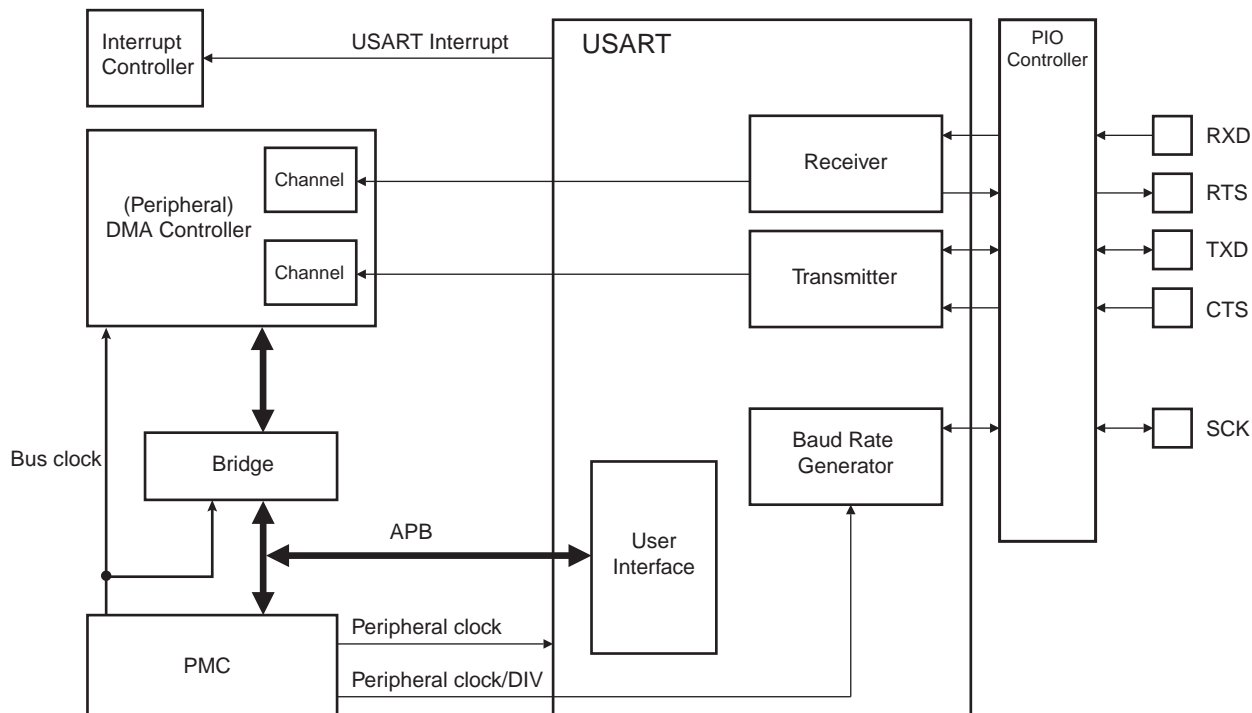 Interrupt
Controller
USART Interrupt
USART
PIO
Controller
Receiver
RXD
Channel
(Peripheral)
DMA Controller
RTS
TXD
Channel
Transmitter
CTS
Bus clock
Bridge
Baud Rate
Generator
SCK
APB
User
Interface
PMC
Peripheral clock
Peripheral clock/DIV